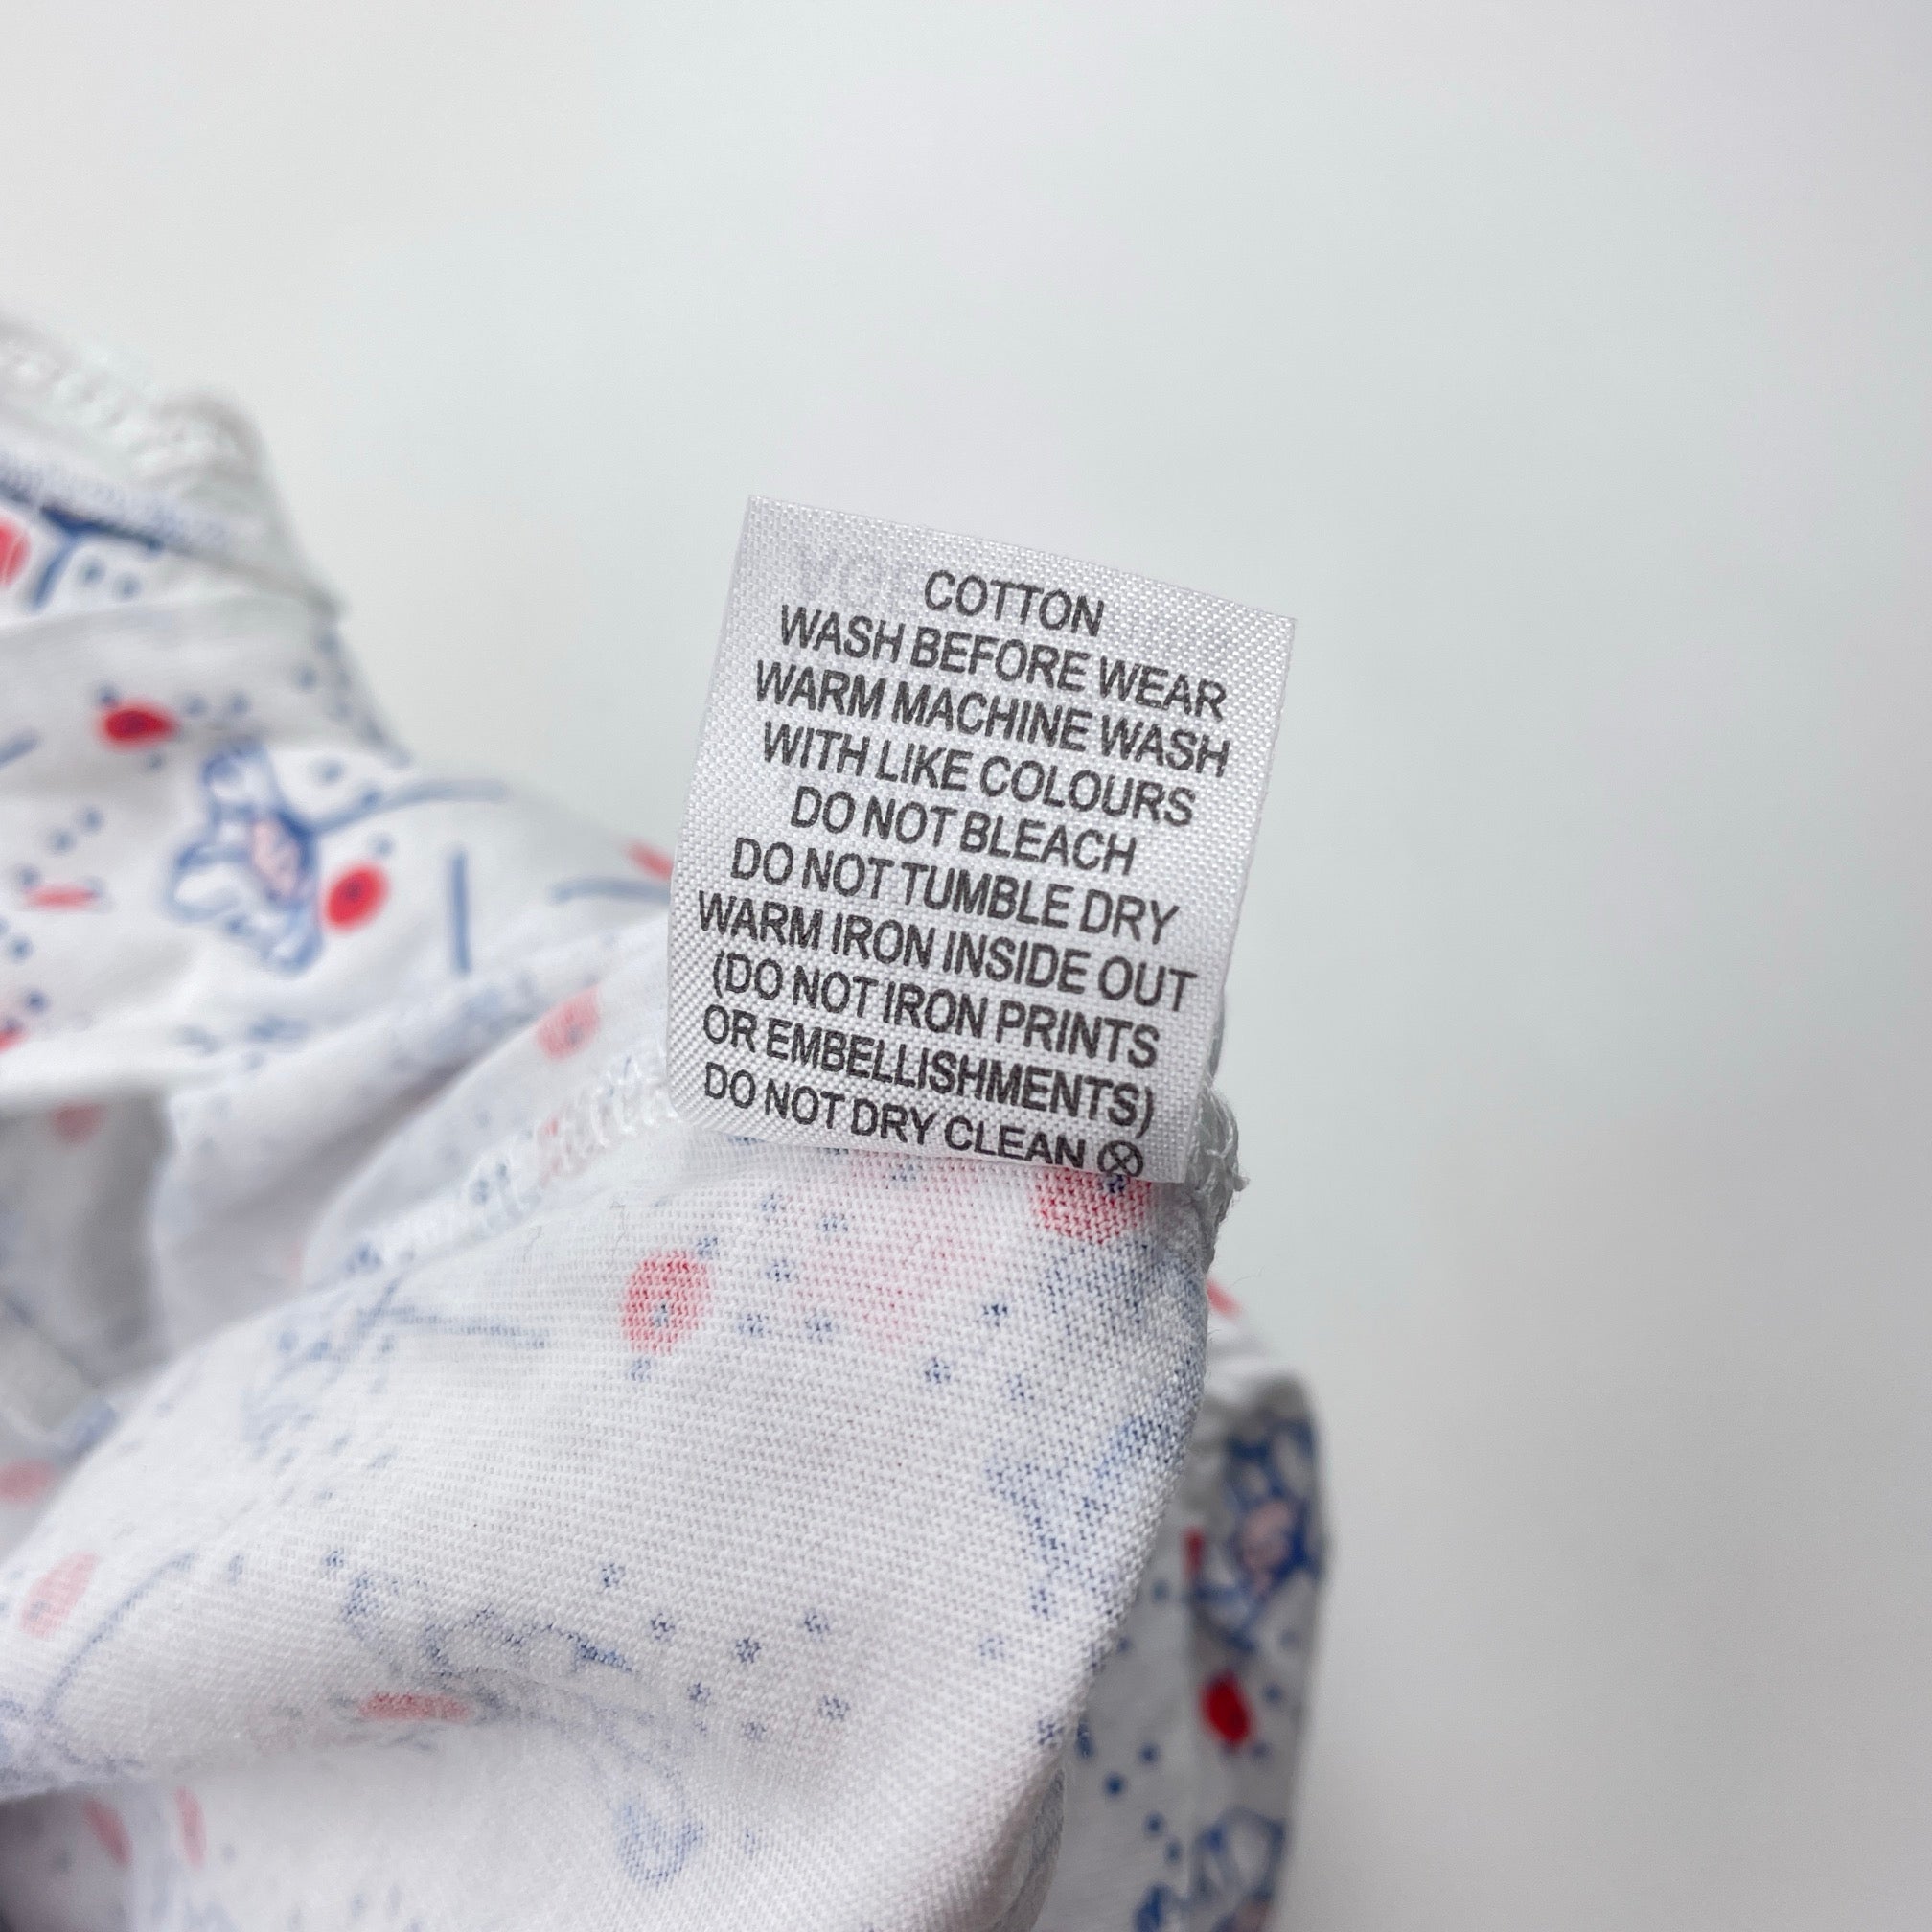 COTTON
WASH BEFORE WEAR
WARM MACHINE WASH
WITH LIKE COLOURS
DO NOT BLEACH
DO NOT TUMBLE DRY
WARM IRON INSIDE OUT
(DO NOT IRON PRINTS
OR EMBELLISHMENTS)
DO NOT DRY CLEAN